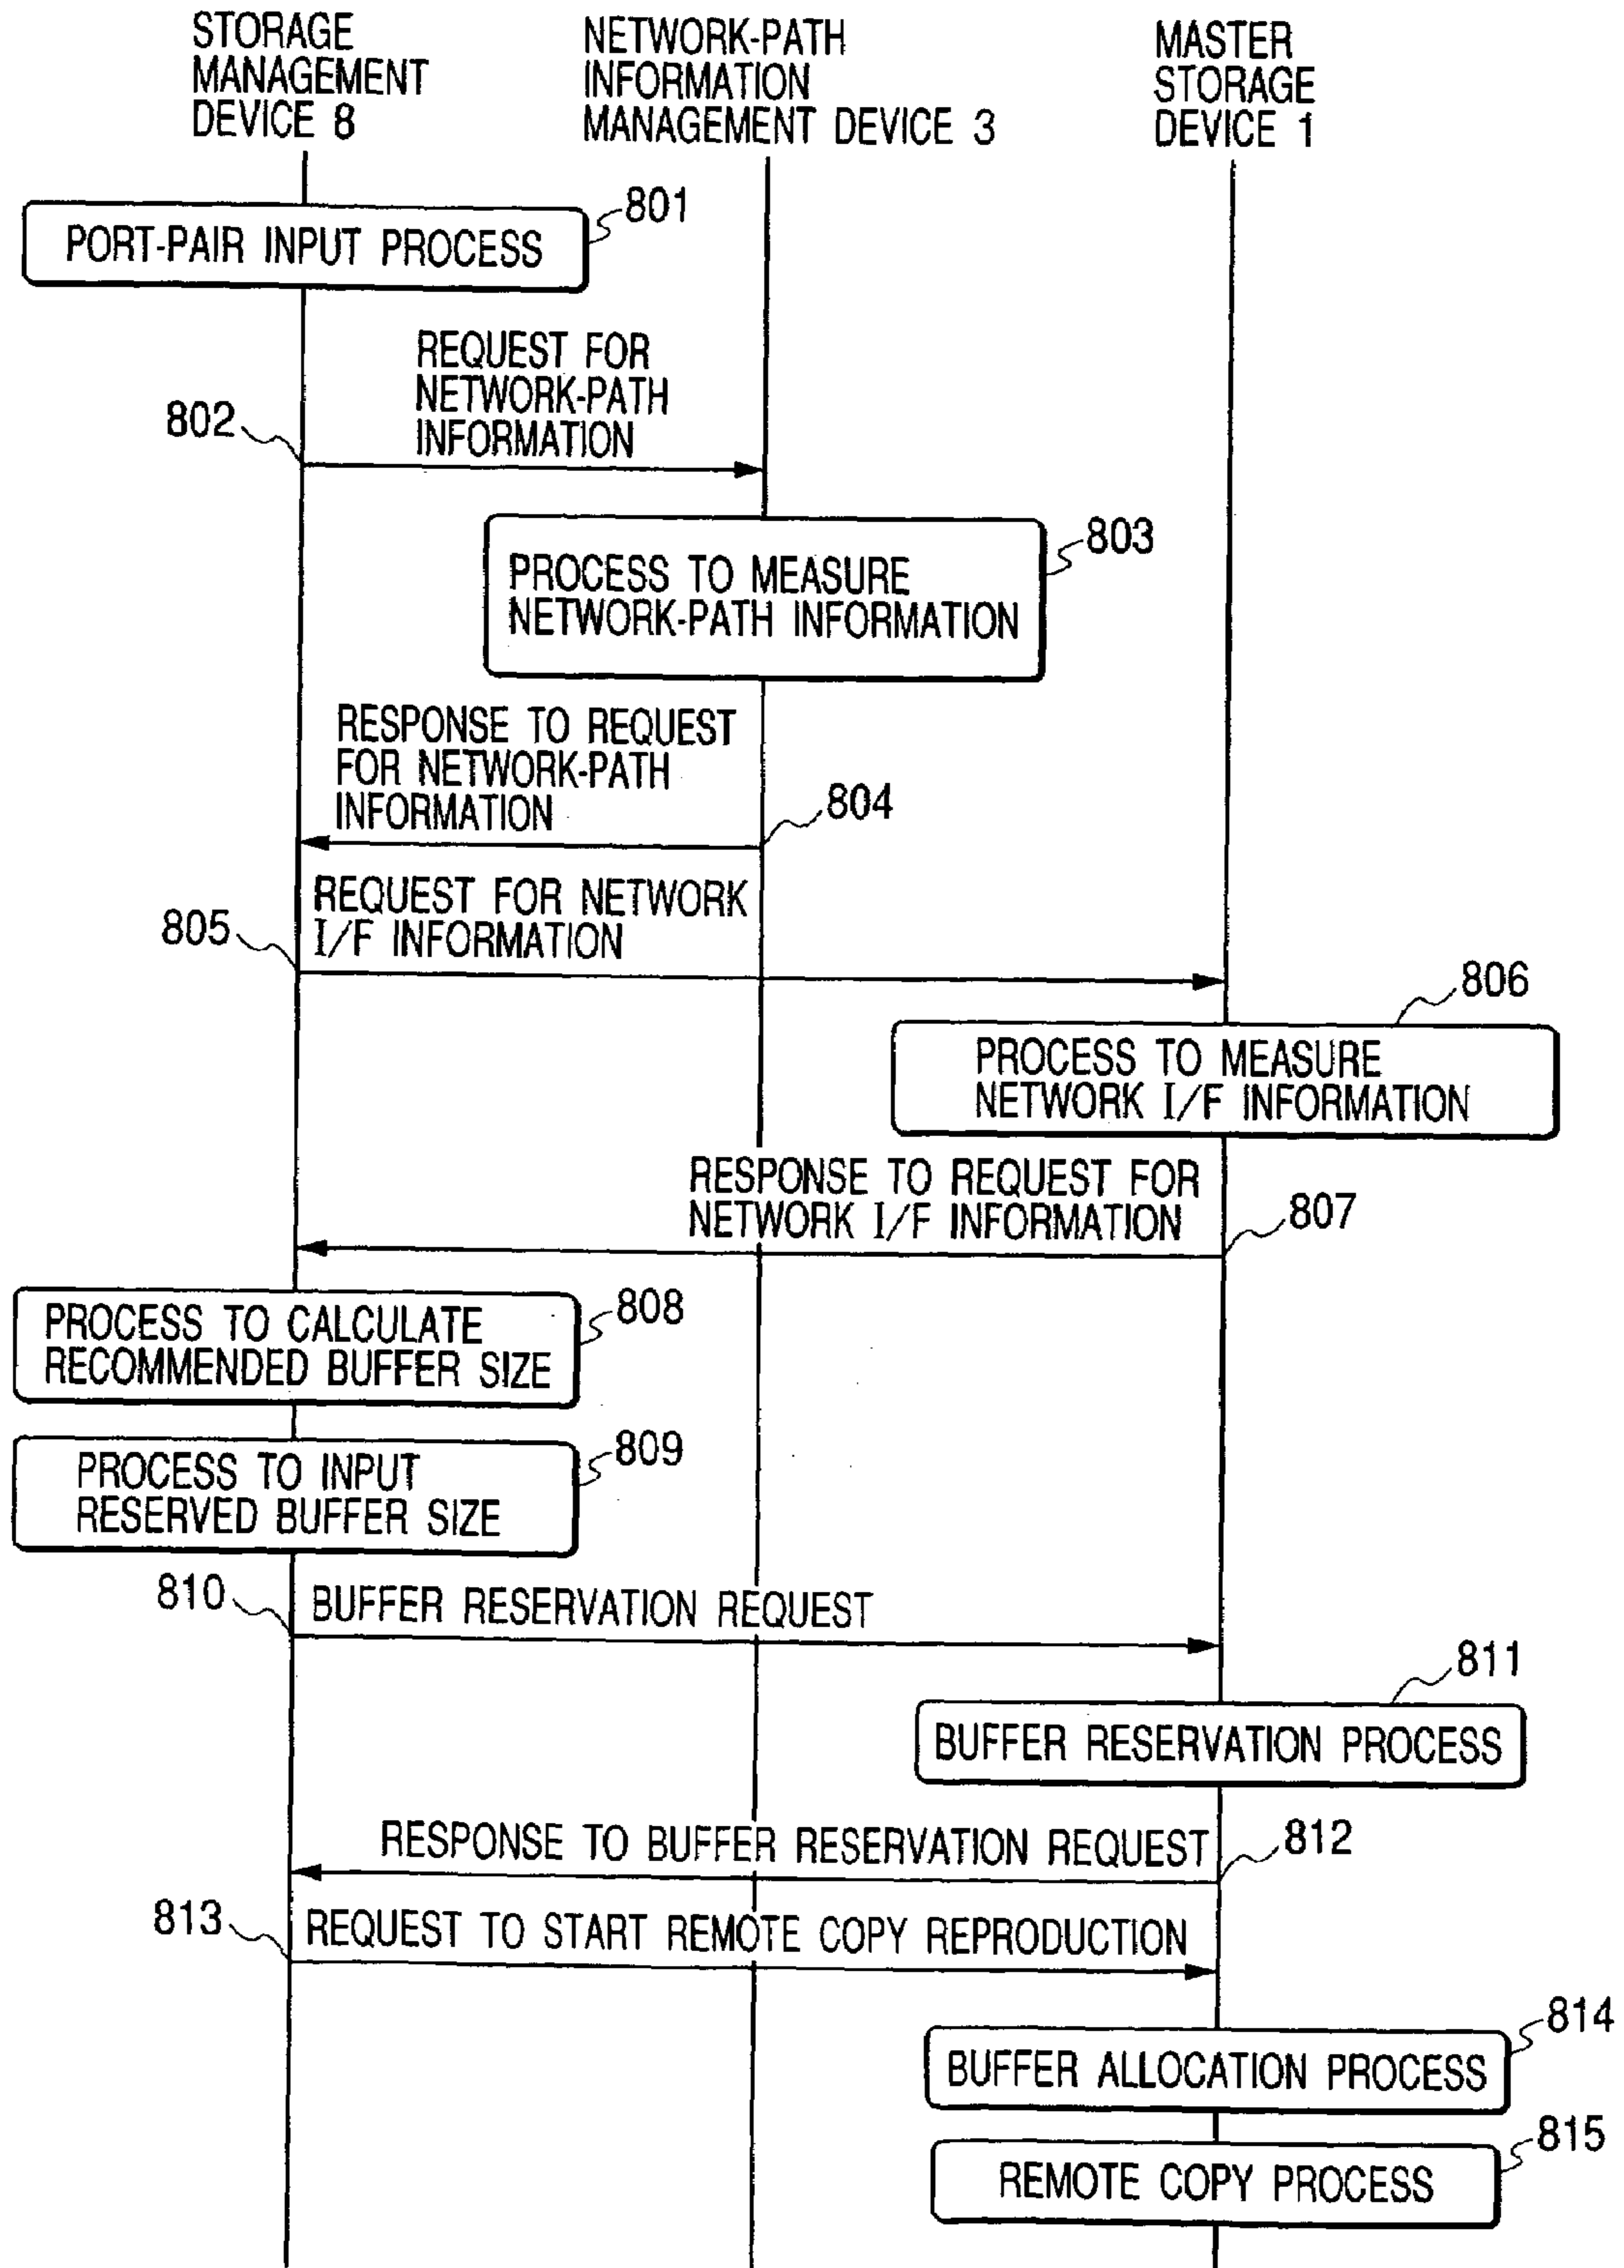 STORAGE
MANAGEMENT
DEVICE 8
NETWORK-PATH
INFORMATION
MANAGEMENT DEVICE 3
MASTER
STORAGE
DEVICE 1
801
PORT-PAIR INPUT PROCESS
REQUEST FOR
NETWORK-PATH
INFORMATION
802
803
PROCESS TO MEASURE
NETWORK-PATH INFORMATION
RESPONSE TO REQUEST
FOR NETWORK-PATH
INFORMATION
804
REQUEST FOR NETWORK
I/F INFORMATION
805
806
PROCESS TO MEASURE
NETWORK I/F INFORMATION
RESPONSE TO REQUEST FOR
NETWORK I/F INFORMATION
807
808
PROCESS TO CALCULATE
RECOMMENDED BUFFER SIZE
809
PROCESS TO INPUT
RESERVED BUFFER SIZE
810
BUFFER RESERVATION REQUEST
811
BUFFER RESERVATION PROCESS
RESPONSE TO BUFFER RESERVATION REQUEST
812
813
REQUEST TO START REMOTE COPY REPRODUCTION
814
BUFFER ALLOCATION PROCESS
815
REMOTE COPY PROCESS